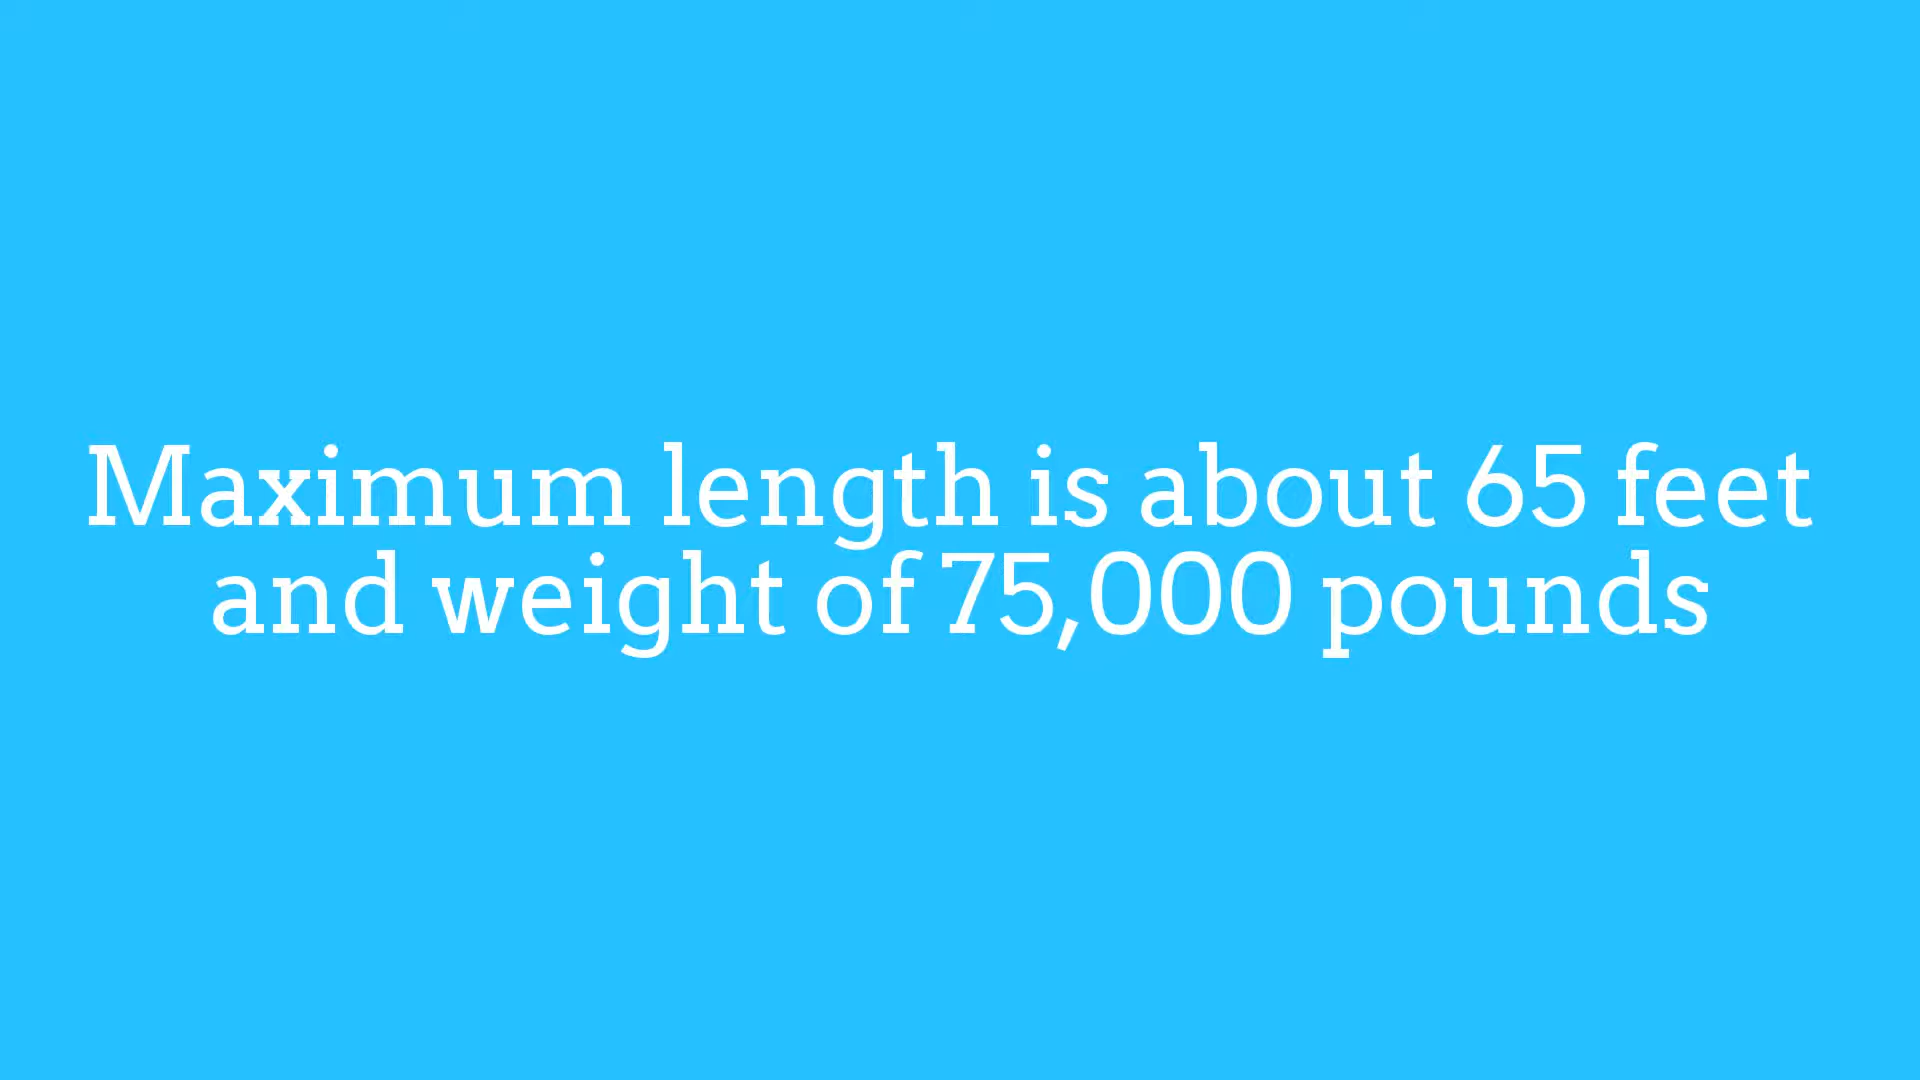 Maximum length is about 65 feet
and weight of 75,000 pounds